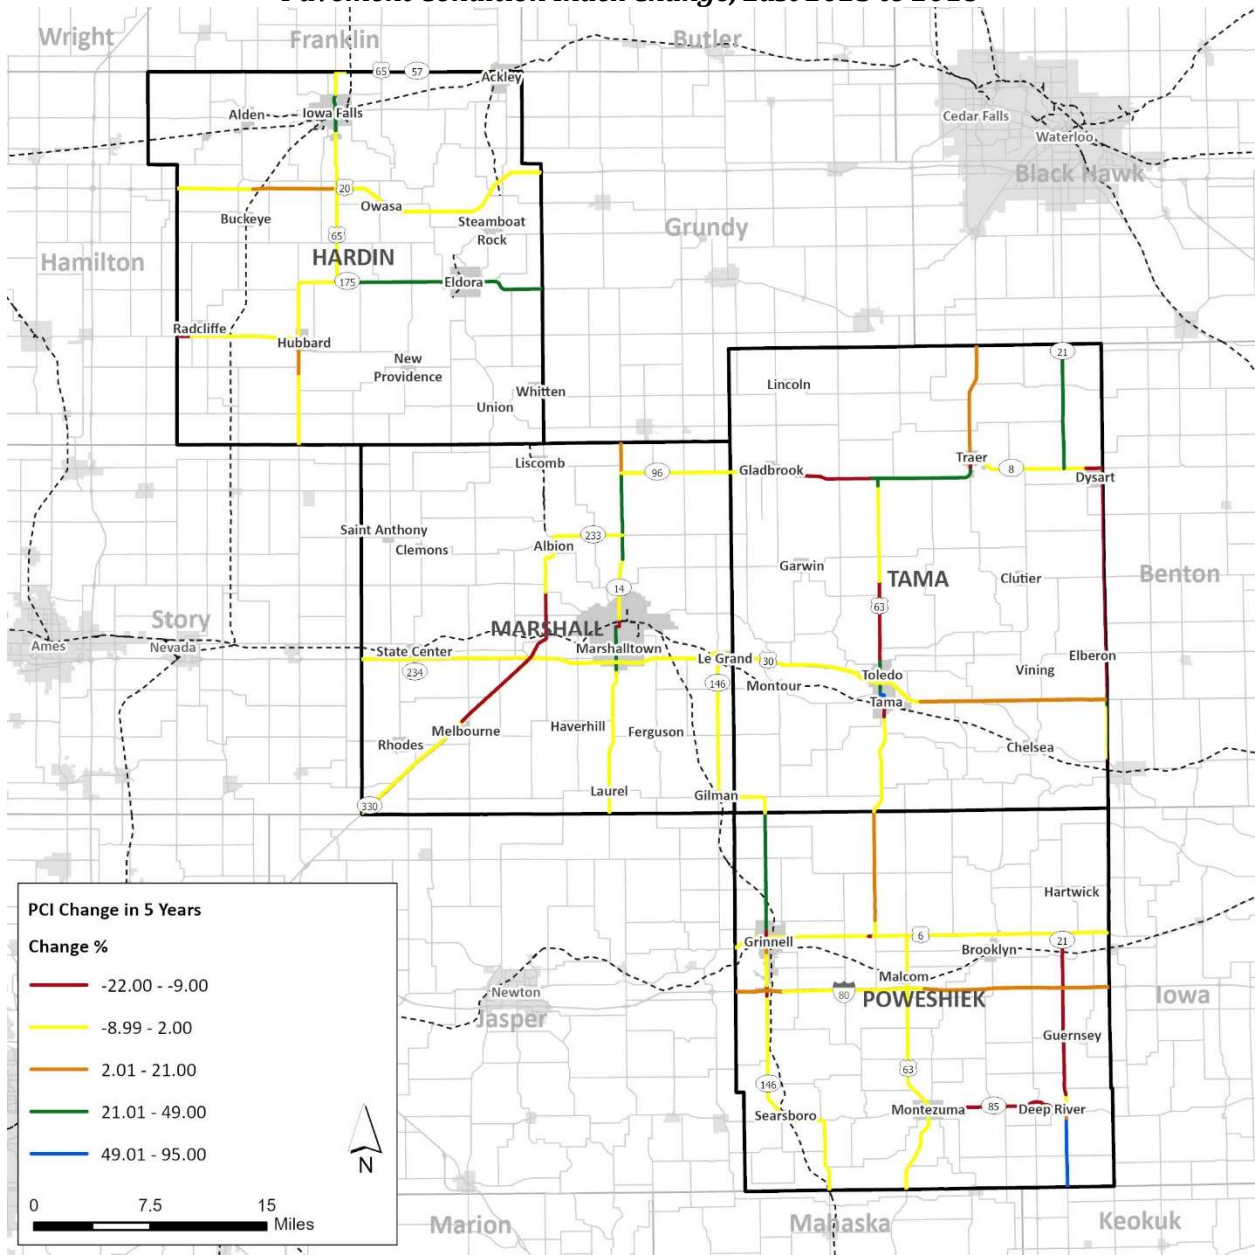 Wright
Franklin
Butler
65
57
Ackley
Alden
Iowa Falls
Cedar Falls
Waterloo
Black Hawk
20
Owasa
Buckeye
Steamboat
Rock
Grundy
65
HARDIN
Hamilton
175
Eldora
Radcliffe
Hubbard
New
Providence
Whitten
Union
21
Lincoln
Liscomb
96
Gladbrook
Traer
8
Dysart
Saint Anthony
Clemons
Albion
233
Garwin
TAMA
Clutier
Benton
14
63
Story
MARSHALL
Ames
Nevada
State Center
Marshalltown
Le Grand
30
Elberon
234
146
Montour
Toledo
Vining
Tama
Melbourne
Haverhill
Ferguson
Rhodes
Chelsea
Laurel
Gilman
330
Hartwick
PCI Change in 5 Years
Change %
-22.00 - -9.00
-8.99 - 2.00
2.01 - 21.00
21.01 - 49.00
49.01 - 95.00
N
0 7.5 15
Miles
Grinnell
6
21
Brooklyn
Malcom
Newton
Jasper
80
POWESHIEK
Iowa
Guernsey
63
146
Searsboro
Montezuma
85
Deep River
Marion
Mahaska
Keokuk